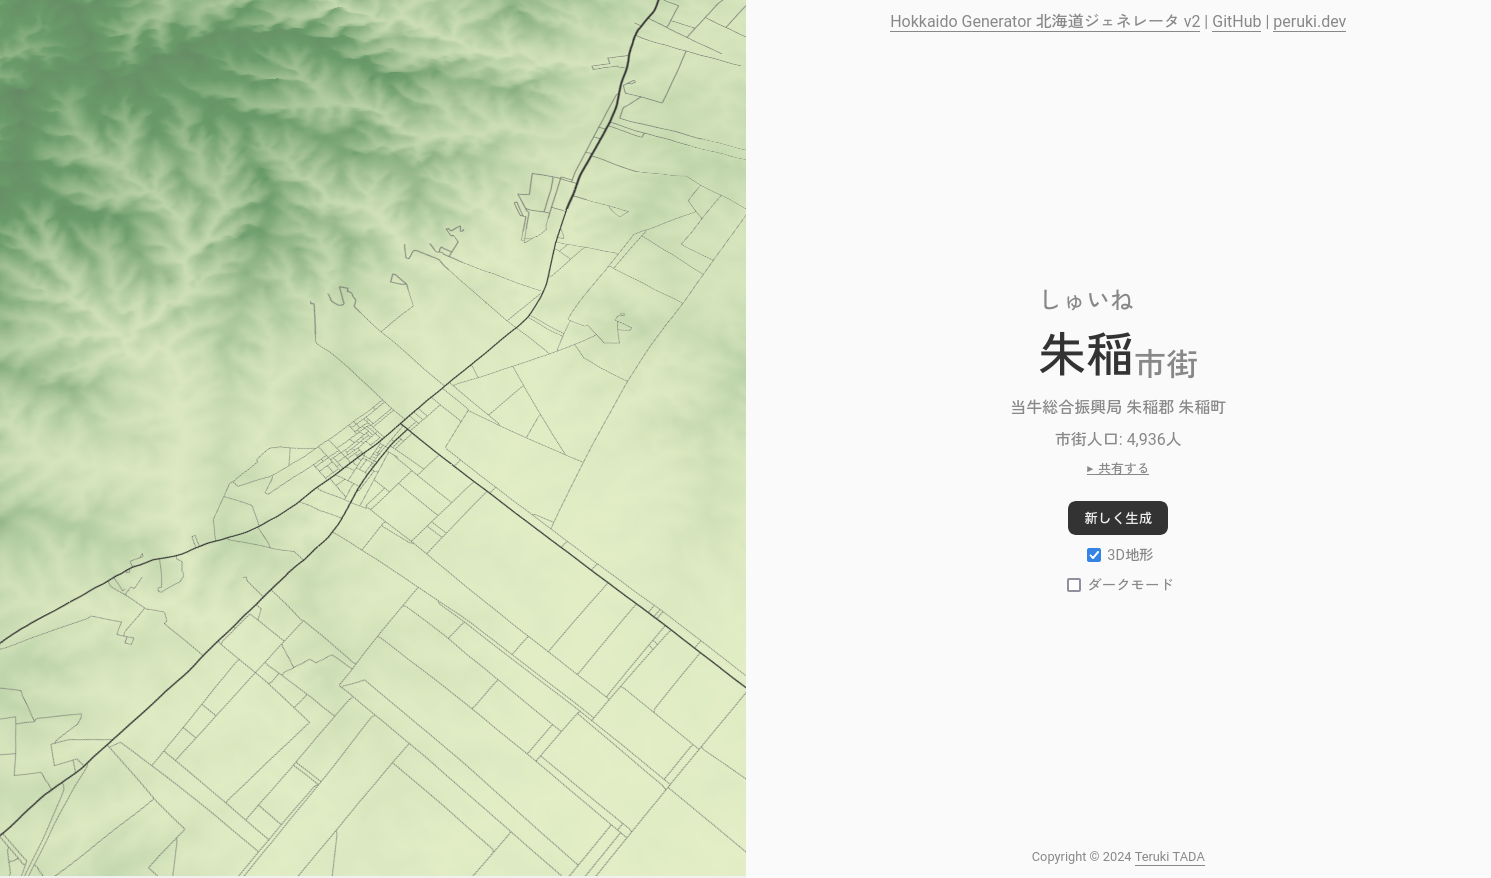 Hokkaido Generator 北海道ジェネレータ v2 | GitHub | peruki.dev
しゅいね
朱稲市街
当牛総合振興局 朱稲郡 朱稲町
市街人口: 4,936人
▸ 共有する
新しく生成
3D地形
ダークモード
Copyright © 2024 Teruki TADA